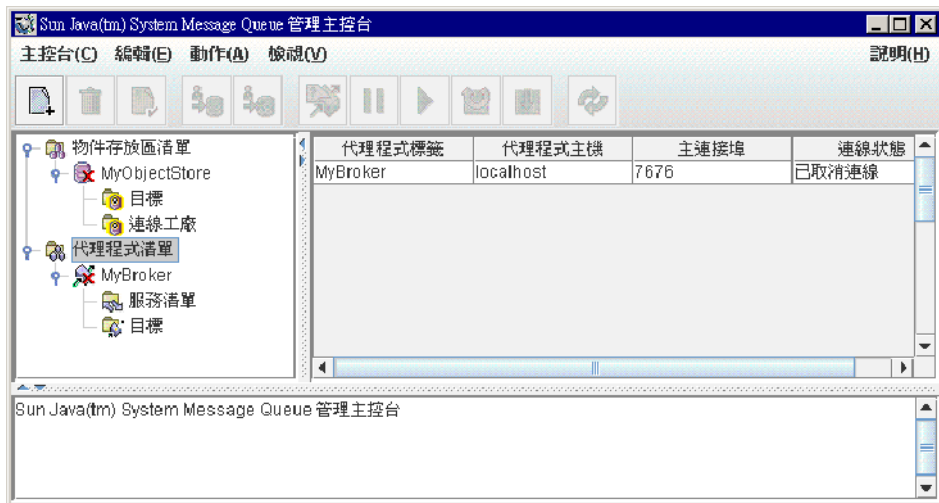 Sun Java(tm) System Message Queue 管理主控台
主控台(C) 編輯(E) 動作(A) 檢視(V) 說明(H)
物件存放區清單
MyObjectStore
目標
連線工廠
代理程式清單
MyBroker
服務清單
目標
代理程式標籤 代理程式主機 主連接埠 連線狀態
MyBroker localhost 7676 已取消連線
Sun Java(tm) System Message Queue 管理主控台